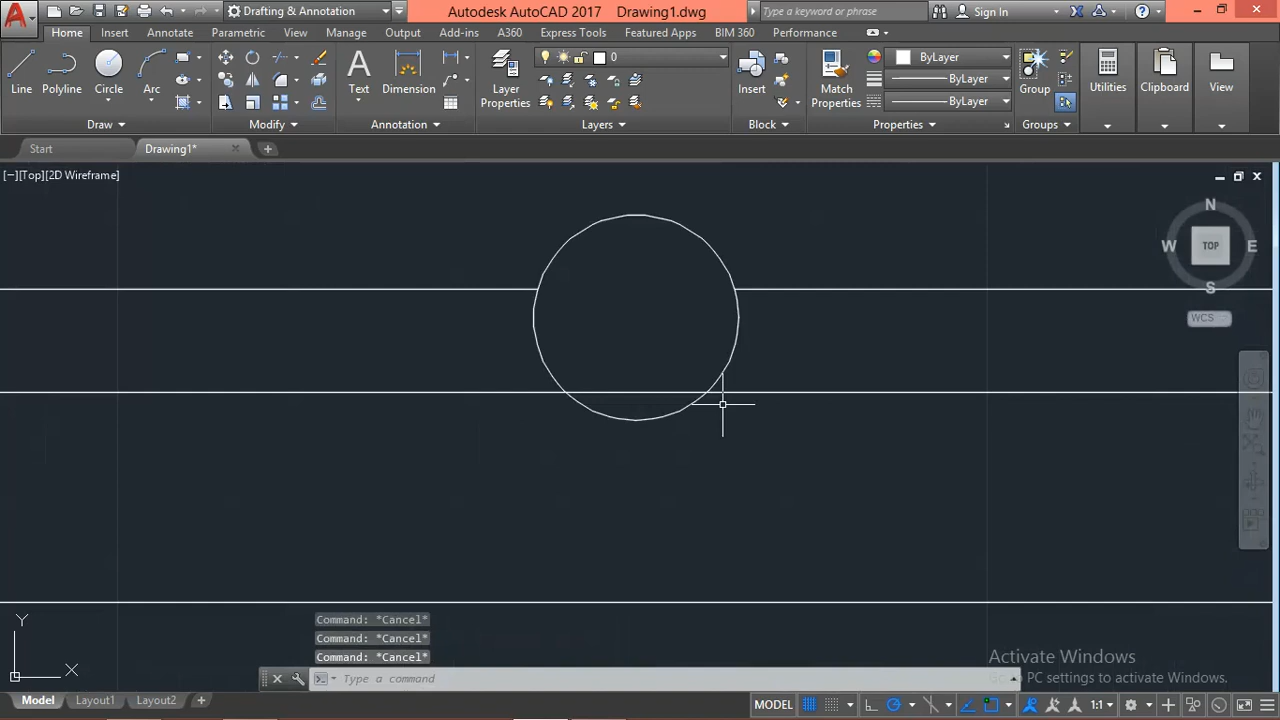 Drafting & Annotation
Autodesk AutoCAD 2017 Drawing1.dwg
Type a keyword or phrase
Sign In
Home Insert Annotate Parametric View Manage Output Add-ins A360 Express Tools Featured Apps BIM 360 Performance
0
ByLayer
ByLayer
ByLayer
Line Polyline Circle Arc Text Dimension Layer Properties Insert Match Properties Group Utilities Clipboard View
Draw Modify Annotation Layers Block Properties Groups
Start Drawing1* +
[−][Top][2D Wireframe]
N
W TOP E
S
WCS
Y
X
Command: *Cancel*
Command: *Cancel*
Command: *Cancel*
Type a command
Activate Windows
PC settings to activate Windows.
Model Layout1 Layout2 +
MODEL 1:1